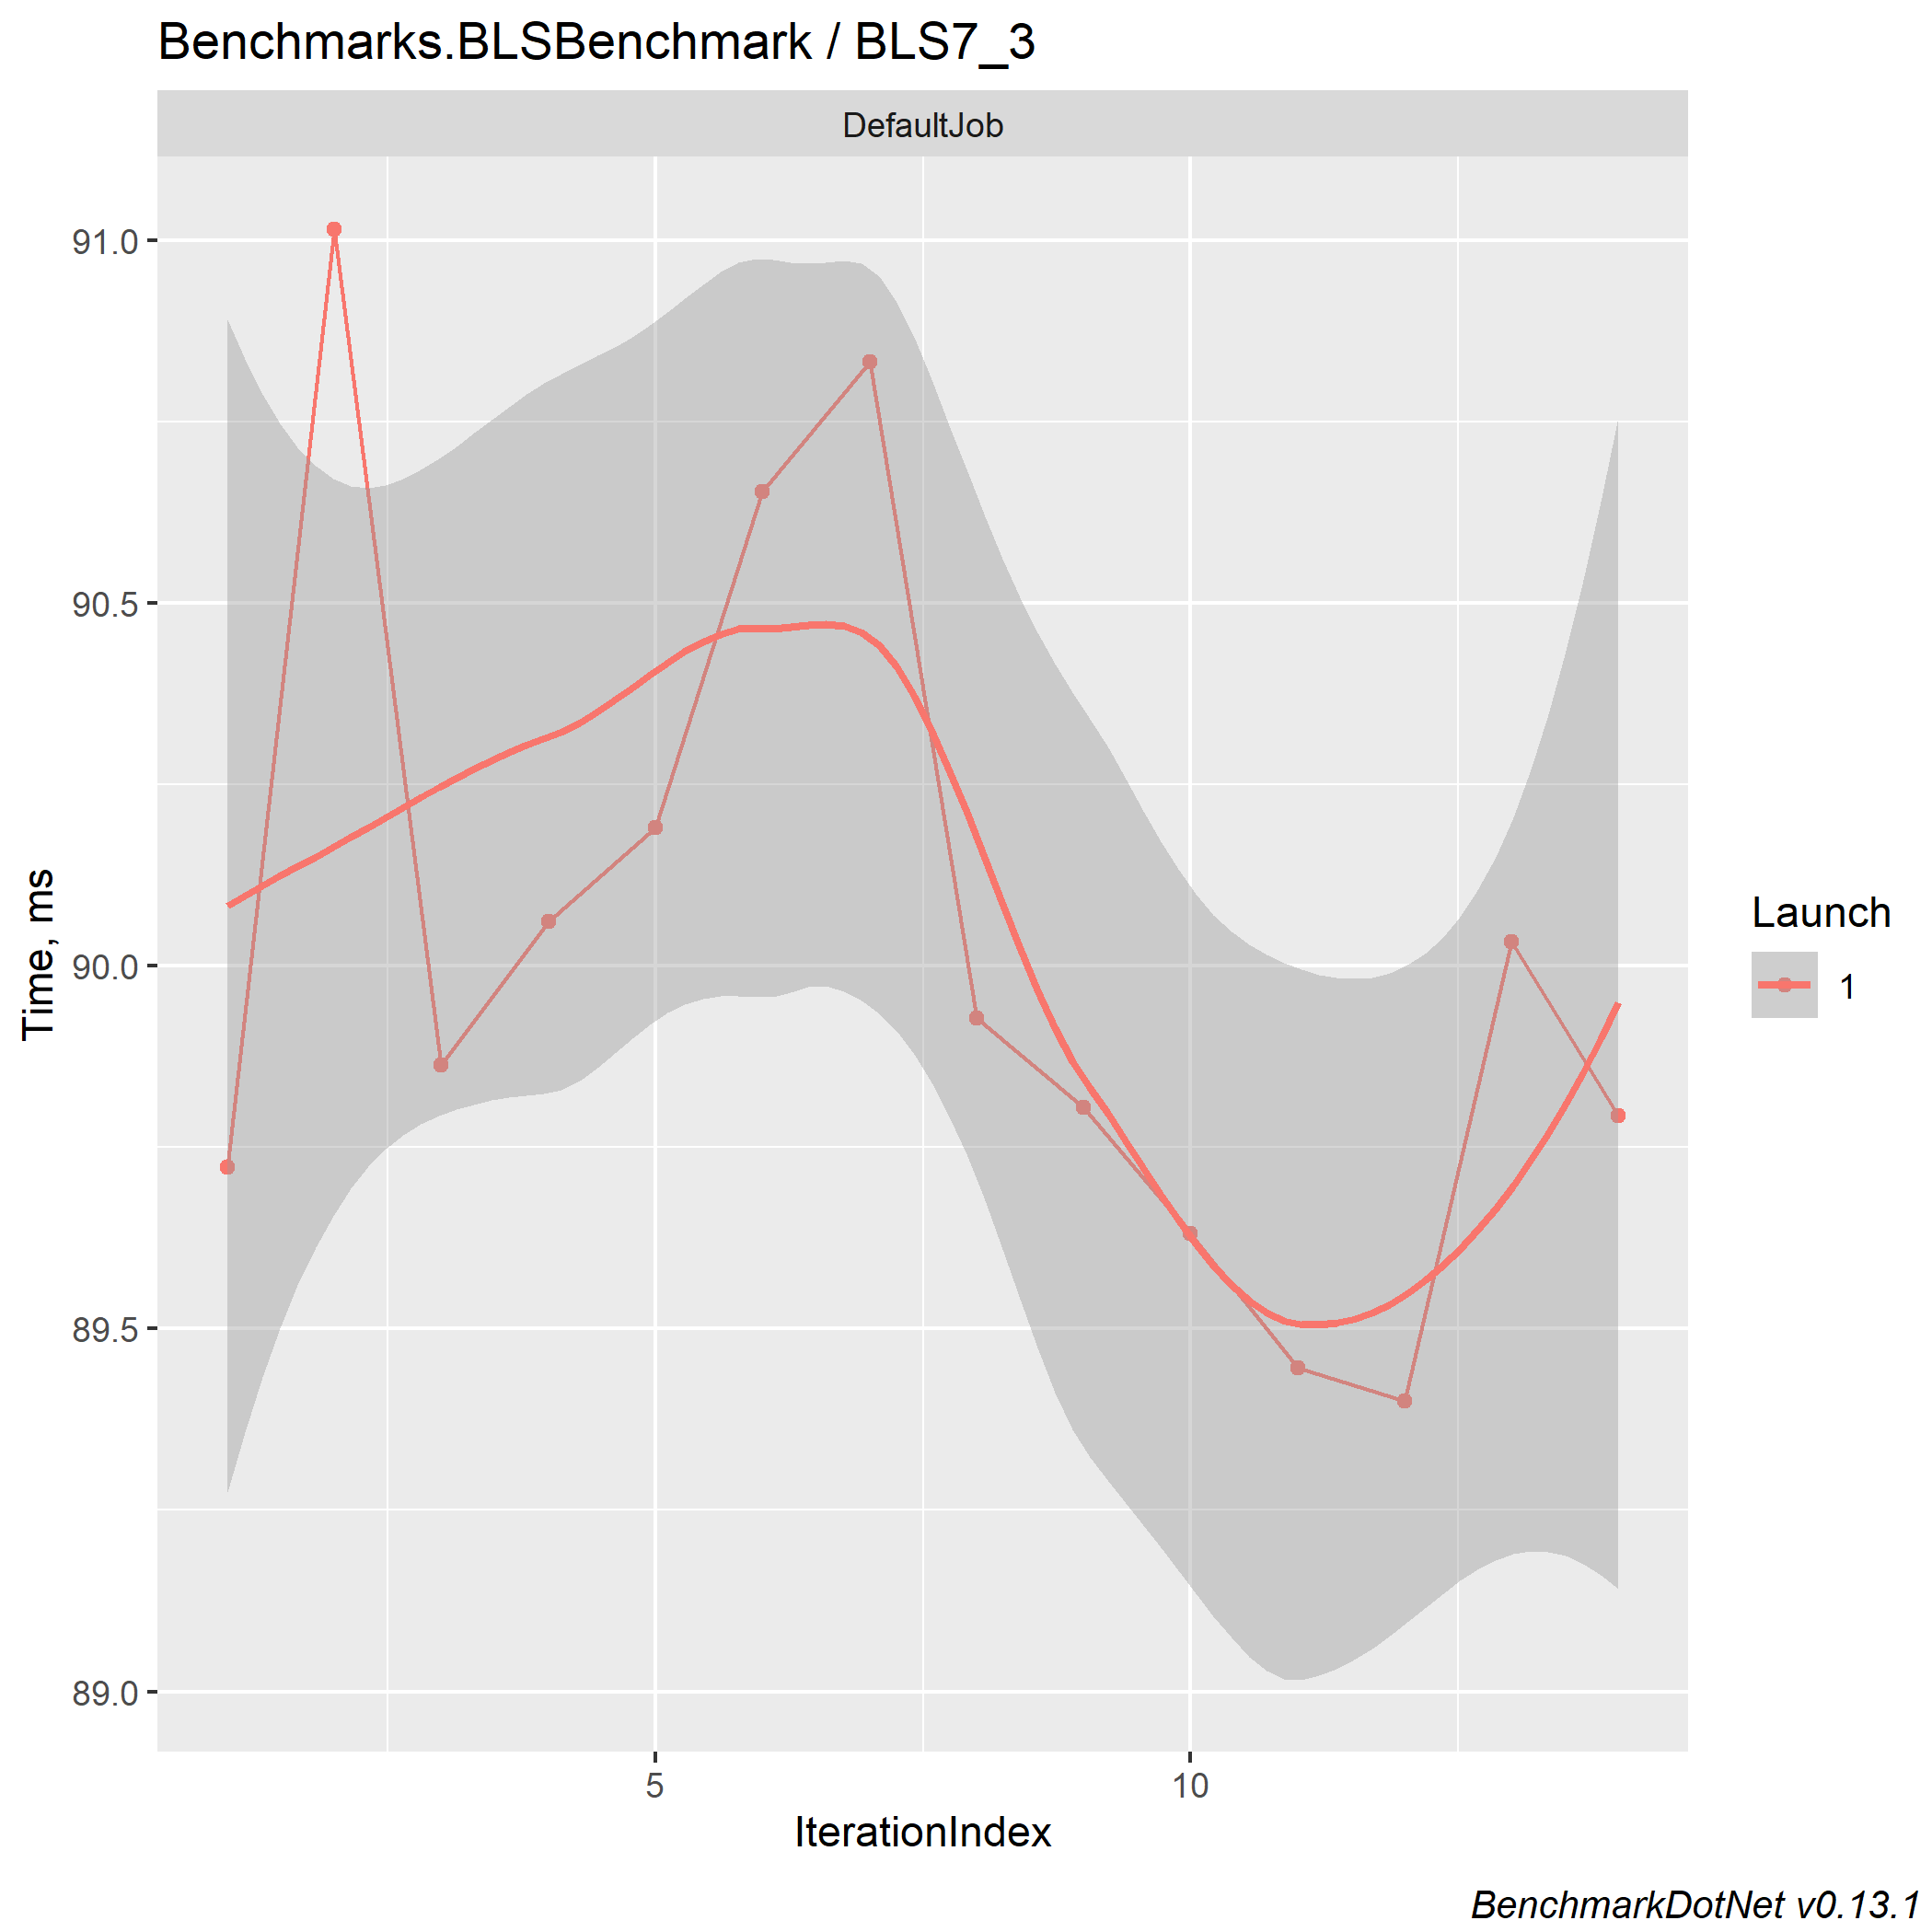 Benchmarks.BLSBenchmark / BLS7_3
DefaultJob
91.0
90.5
90.0
89.5
89.0
Time, ms
5
10
IterationIndex
Launch
1
BenchmarkDotNet v0.13.1